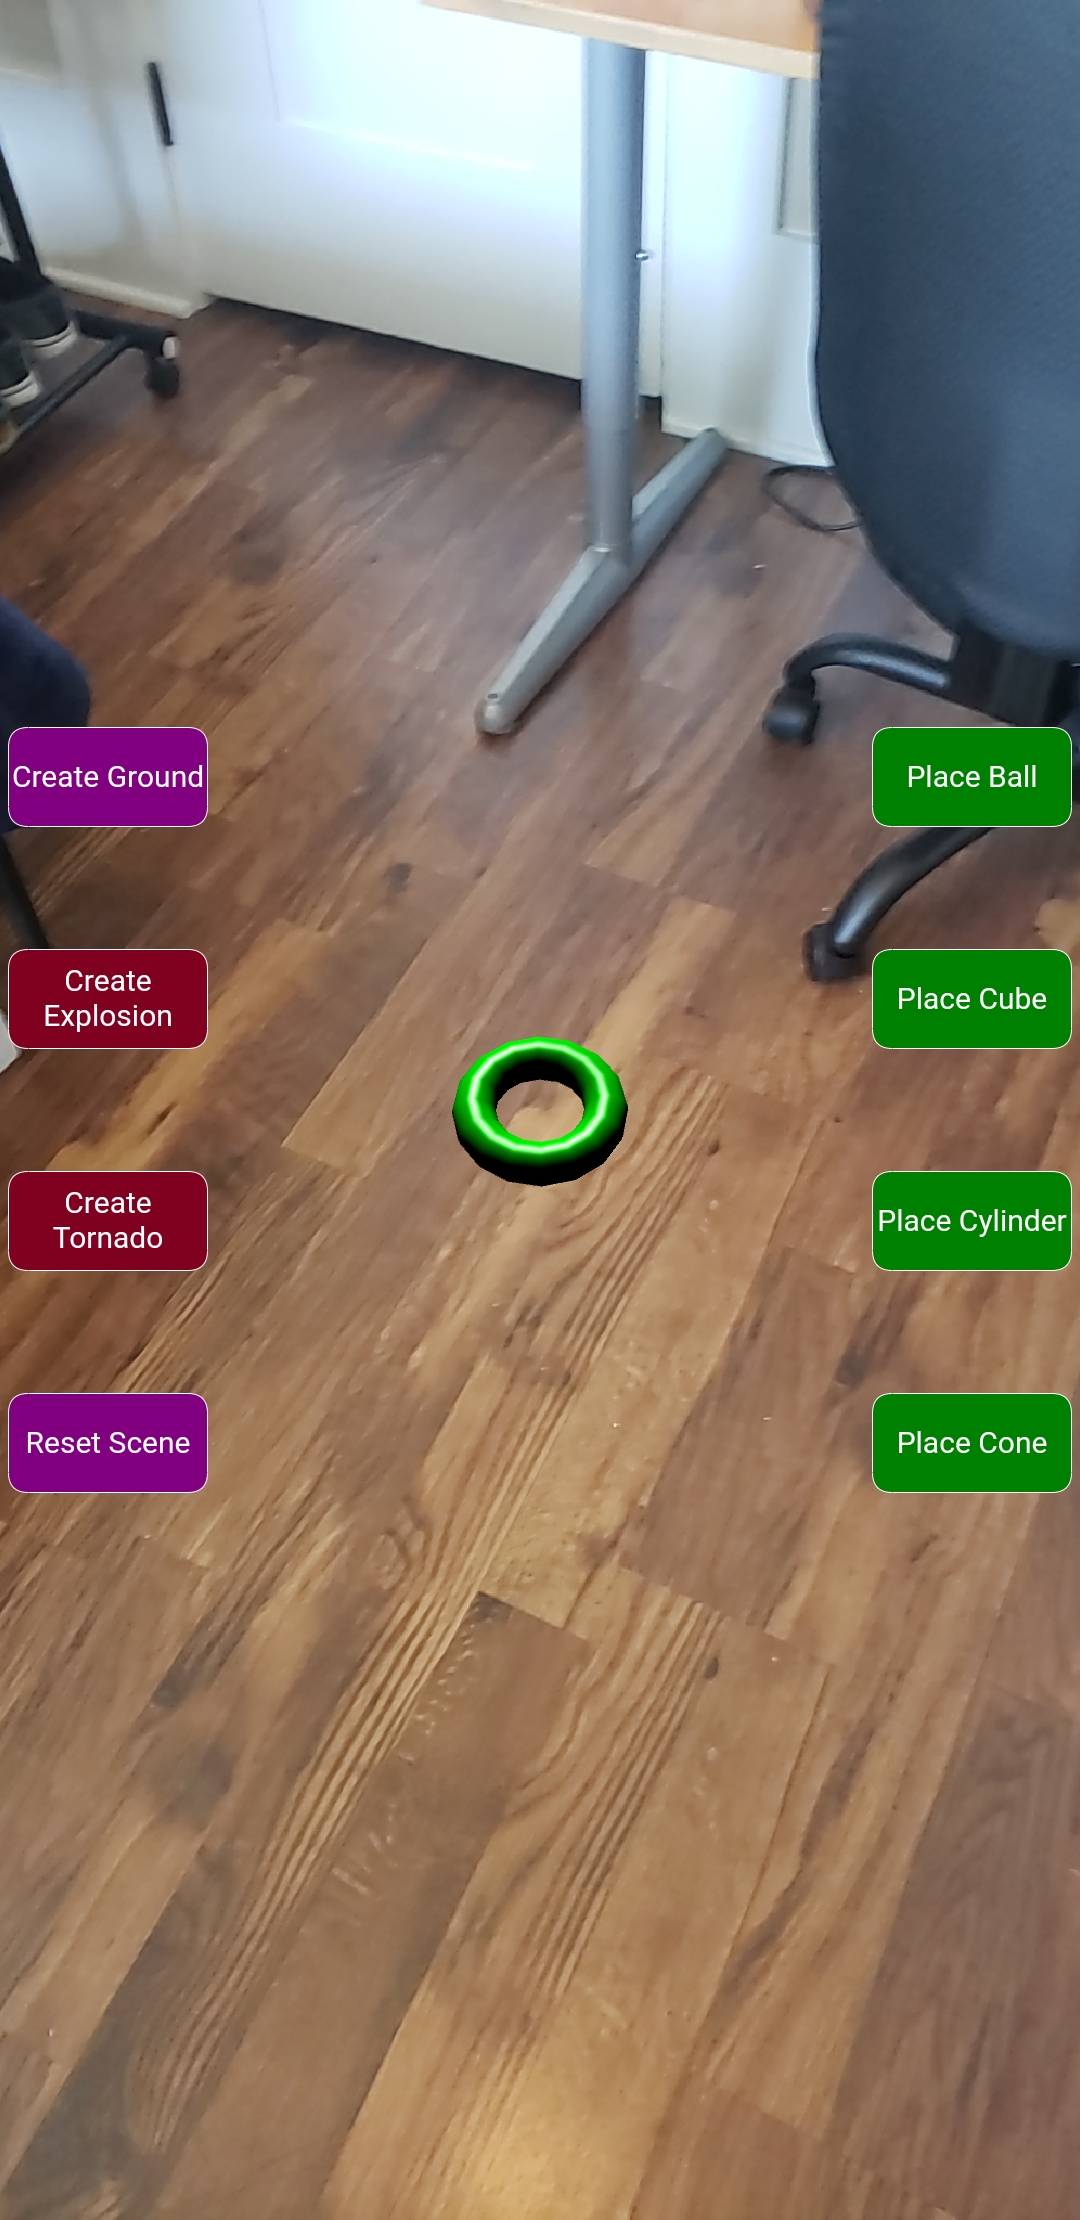 Create Ground
Place Ball
Create
Explosion
Place Cube
Create
Tornado
Place Cylinder
Reset Scene
Place Cone